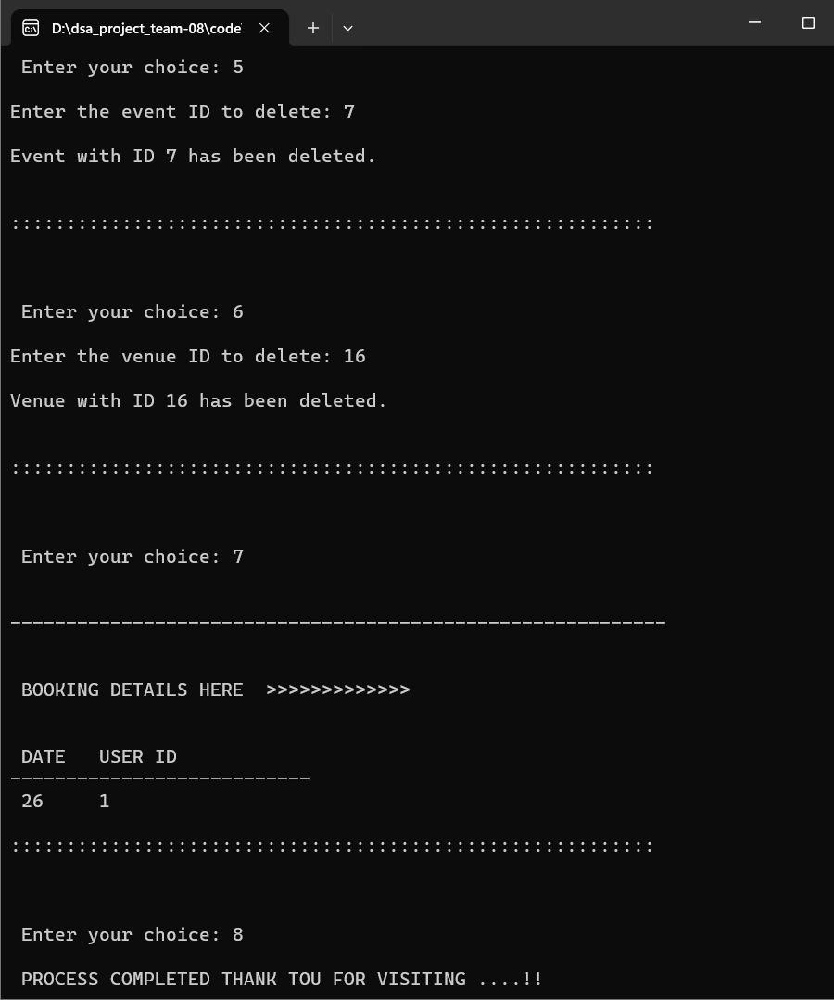 D:\dsa_project_team-08\code
Enter your choice: 5
Enter the event ID to delete: 7
Event with ID 7 has been deleted.
::::::::::::::::::::::::::::::::::::::::::::::::::::::::::
Enter your choice: 6
Enter the venue ID to delete: 16
Venue with ID 16 has been deleted.
::::::::::::::::::::::::::::::::::::::::::::::::::::::::::
Enter your choice: 7
-----------------------------------------------------------
BOOKING DETAILS HERE  >>>>>>>>>>>>>
DATE   USER ID
---------------------------
26     1
::::::::::::::::::::::::::::::::::::::::::::::::::::::::::
Enter your choice: 8
PROCESS COMPLETED THANK TOU FOR VISITING ....!!